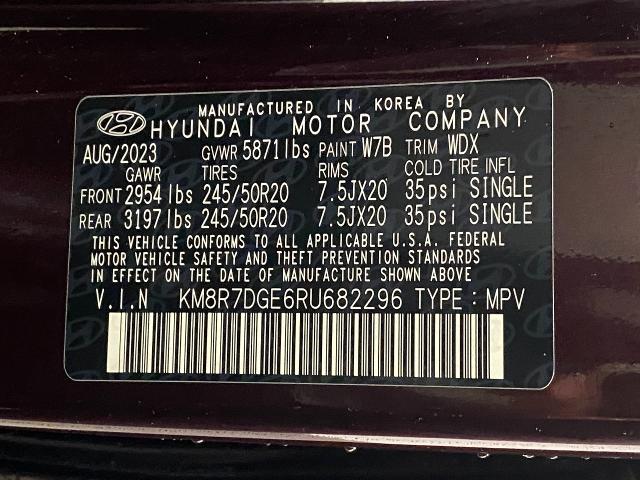 MANUFACTURED IN KOREA BY
HYUNDAI MOTOR COMPANY
AUG/2023 GVWR 5871lbs PAINT W7B TRIM WDX
GAWR TIRES RIMS COLD TIRE INFL
FRONT 2954lbs 245/50R20 7.5JX20 35psi SINGLE
REAR 3197lbs 245/50R20 7.5JX20 35psi SINGLE
THIS VEHICLE CONFORMS TO ALL APPLICABLE U.S.A. FEDERAL
MOTOR VEHICLE SAFETY AND THEFT PREVENTION STANDARDS
IN EFFECT ON THE DATE OF MANUFACTURE SHOWN ABOVE
V.I.N KM8R7DGE6RU682296 TYPE : MPV